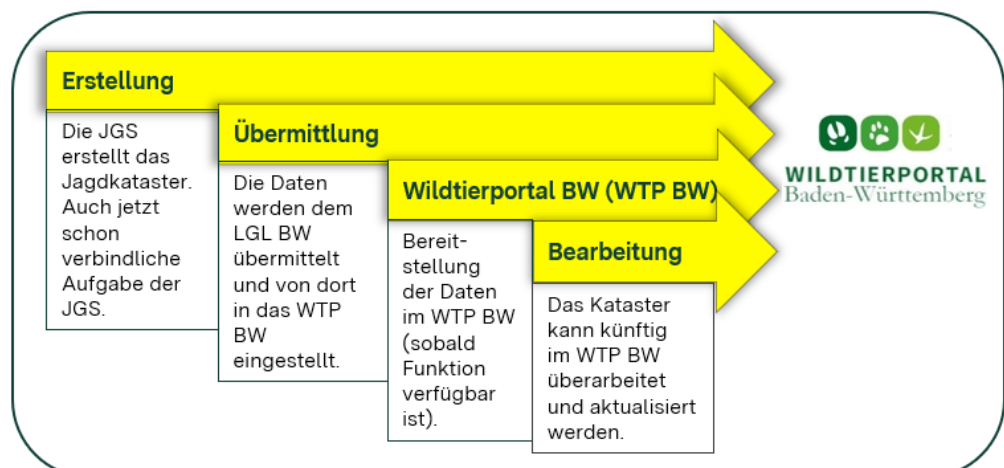 Erstellung
Die JGS
erstellt das
Jagdkataster.
Auch jetzt
schon
verbindliche
Aufgabe der
JGS.
Übermittlung
Die Daten
werden dem
LGL BW
übermittelt
und von dort
in das WTP
BW
eingestellt.
Wildtierportal BW (WTP BW)
Bereit-
stellung
der Daten
im WTP BW
(sobald
Funktion
verfügbar
ist).
Bearbeitung
Das Kataster
kann künftig
im WTP BW
überarbeitet
und aktualisiert
werden.
WILDTIERPORTAL
Baden-Württemberg